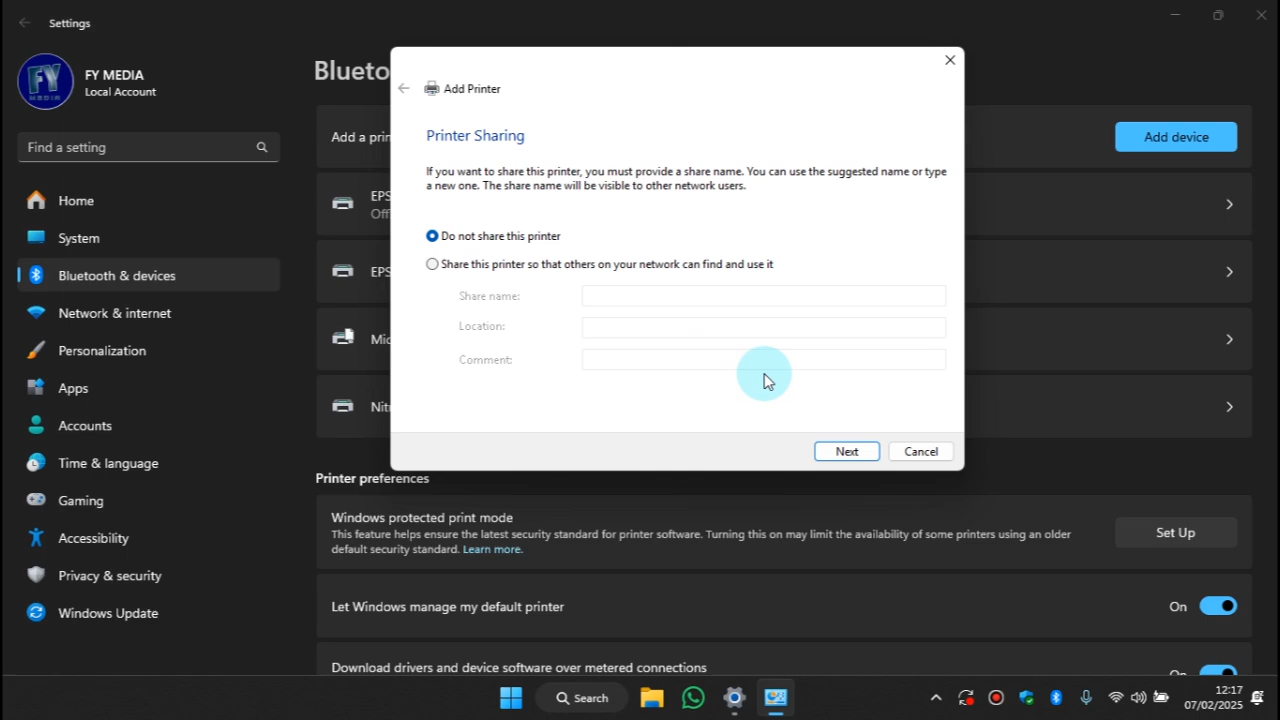 Settings
FY
MEDIA
FY MEDIA
Local Account
Find a setting
Home
System
Bluetooth & devices
Network & internet
Personalization
Apps
Accounts
Time & language
Gaming
Accessibility
Privacy & security
Windows Update
Blueto
Add a prin
Add device
EPS
Off
EPS
Mic
Nit
Add Printer
Printer Sharing
If you want to share this printer, you must provide a share name. You can use the suggested name or type
a new one. The share name will be visible to other network users.
Do not share this printer
Share this printer so that others on your network can find and use it
Share name:
Location:
Comment:
Next
Cancel
Printer preferences
Windows protected print mode
This feature helps ensure the latest security standard for printer software. Turning this on may limit the availability of some printers using an older
default security standard. Learn more.
Set Up
Let Windows manage my default printer
On
Download drivers and device software over metered connections
On
Search
12:17
07/02/2025